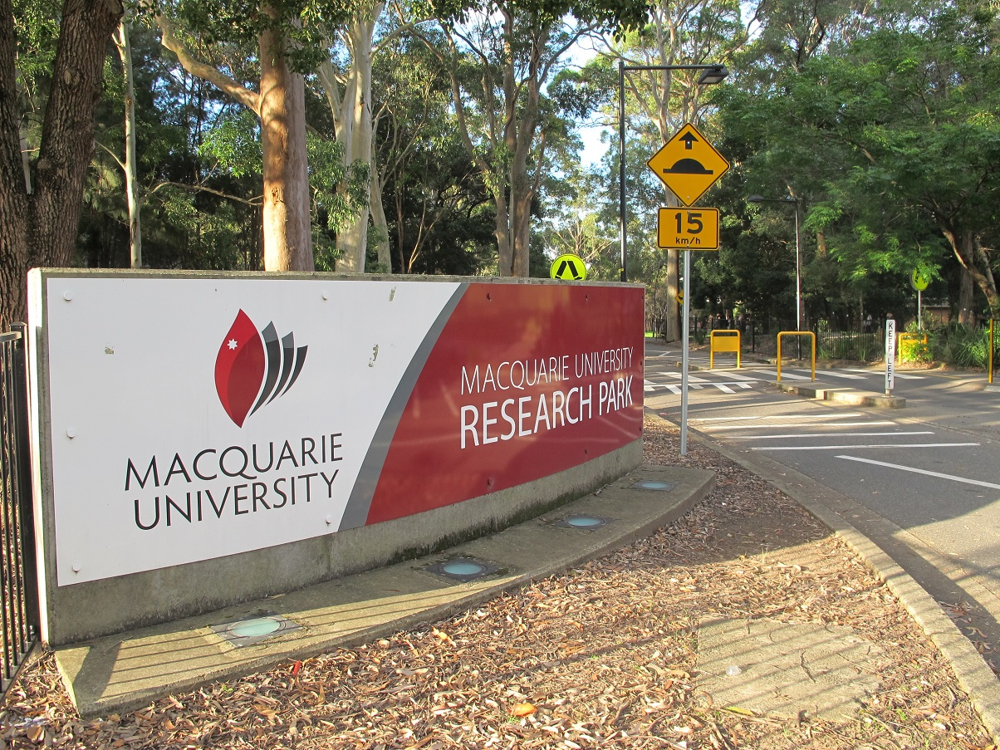 MACQUARIE
UNIVERSITY
MACQUARIE UNIVERSITY
RESEARCH PARK
15
km/h
KEEP LEFT